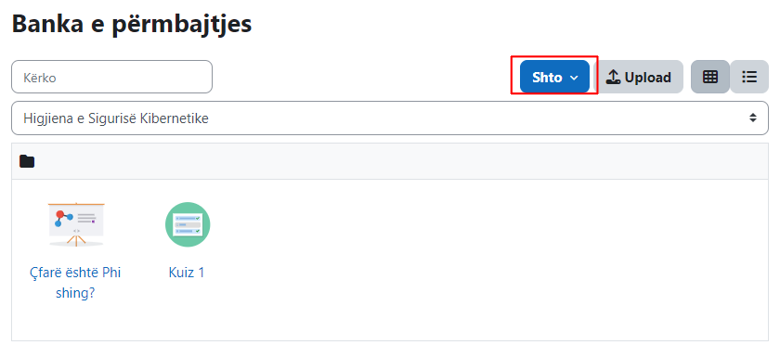 Banka e përmbajtjes
Kërko
Shto
Upload
Higjiena e Sigurisë Kibernetike
Çfarë është Phi
shing?
Kuiz 1